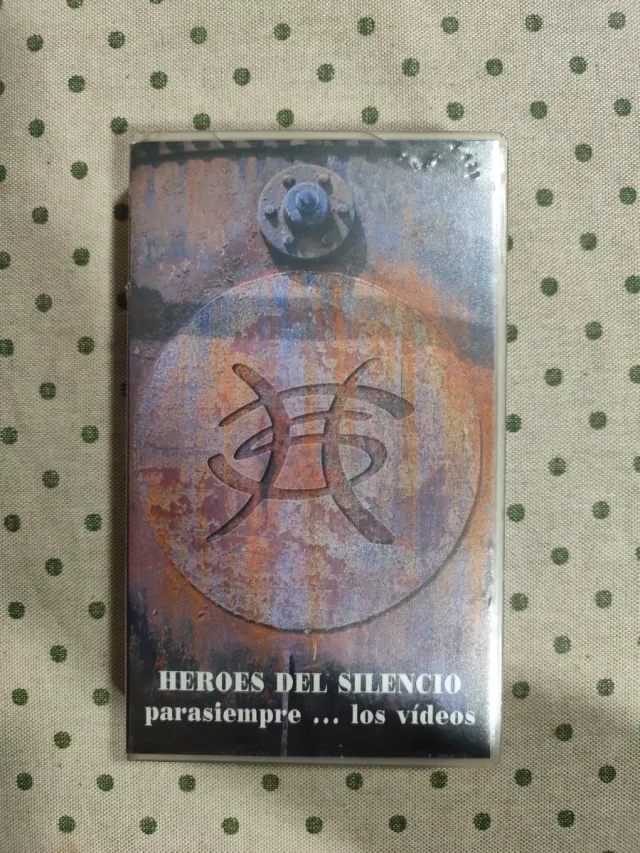 HEROES DEL SILENCIO
parasiempre ... los vídeos